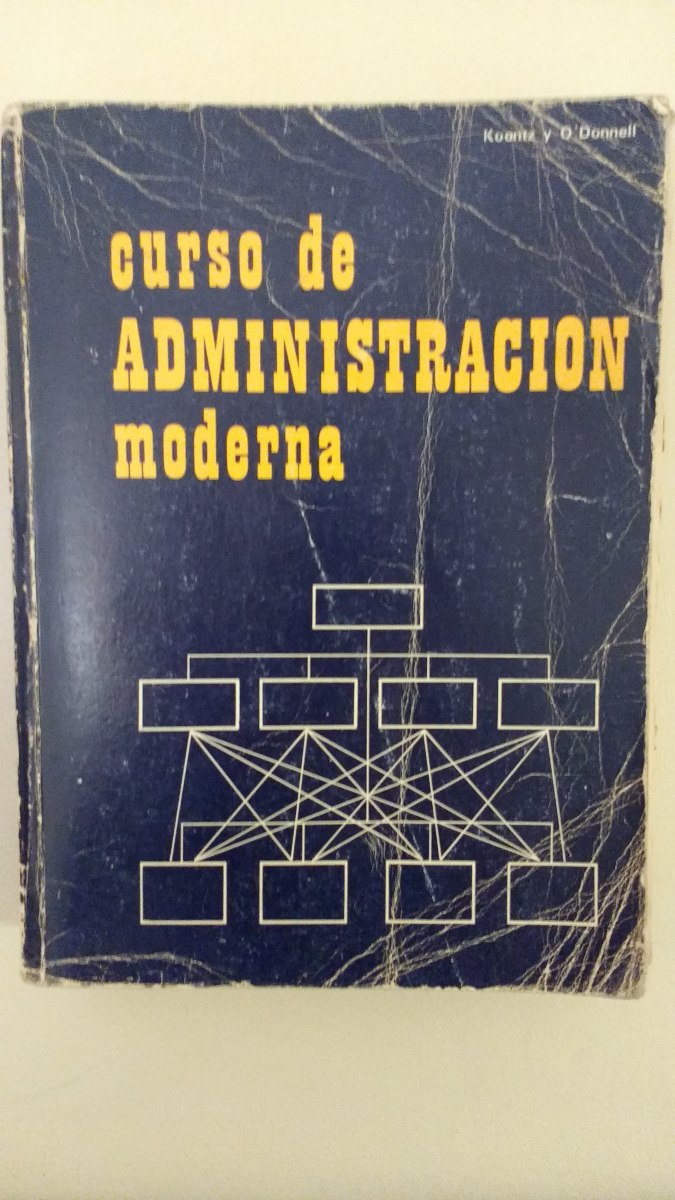 Koontz y O'Donnell
curso de
ADMINISTRACION
moderna